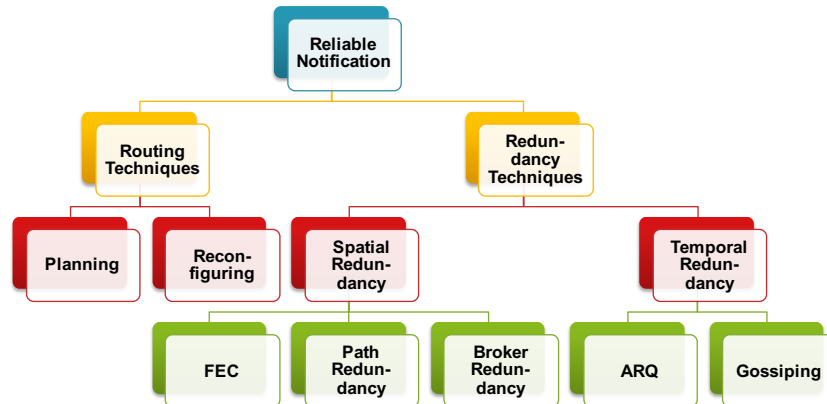 Reliable
Notification
Routing
Techniques
Redun-
dancy
Techniques
Planning
Recon-
figuring
Spatial
Redun-
dancy
Temporal
Redun-
dancy
FEC
Path
Redun-
dancy
Broker
Redun-
dancy
ARQ
Gossiping